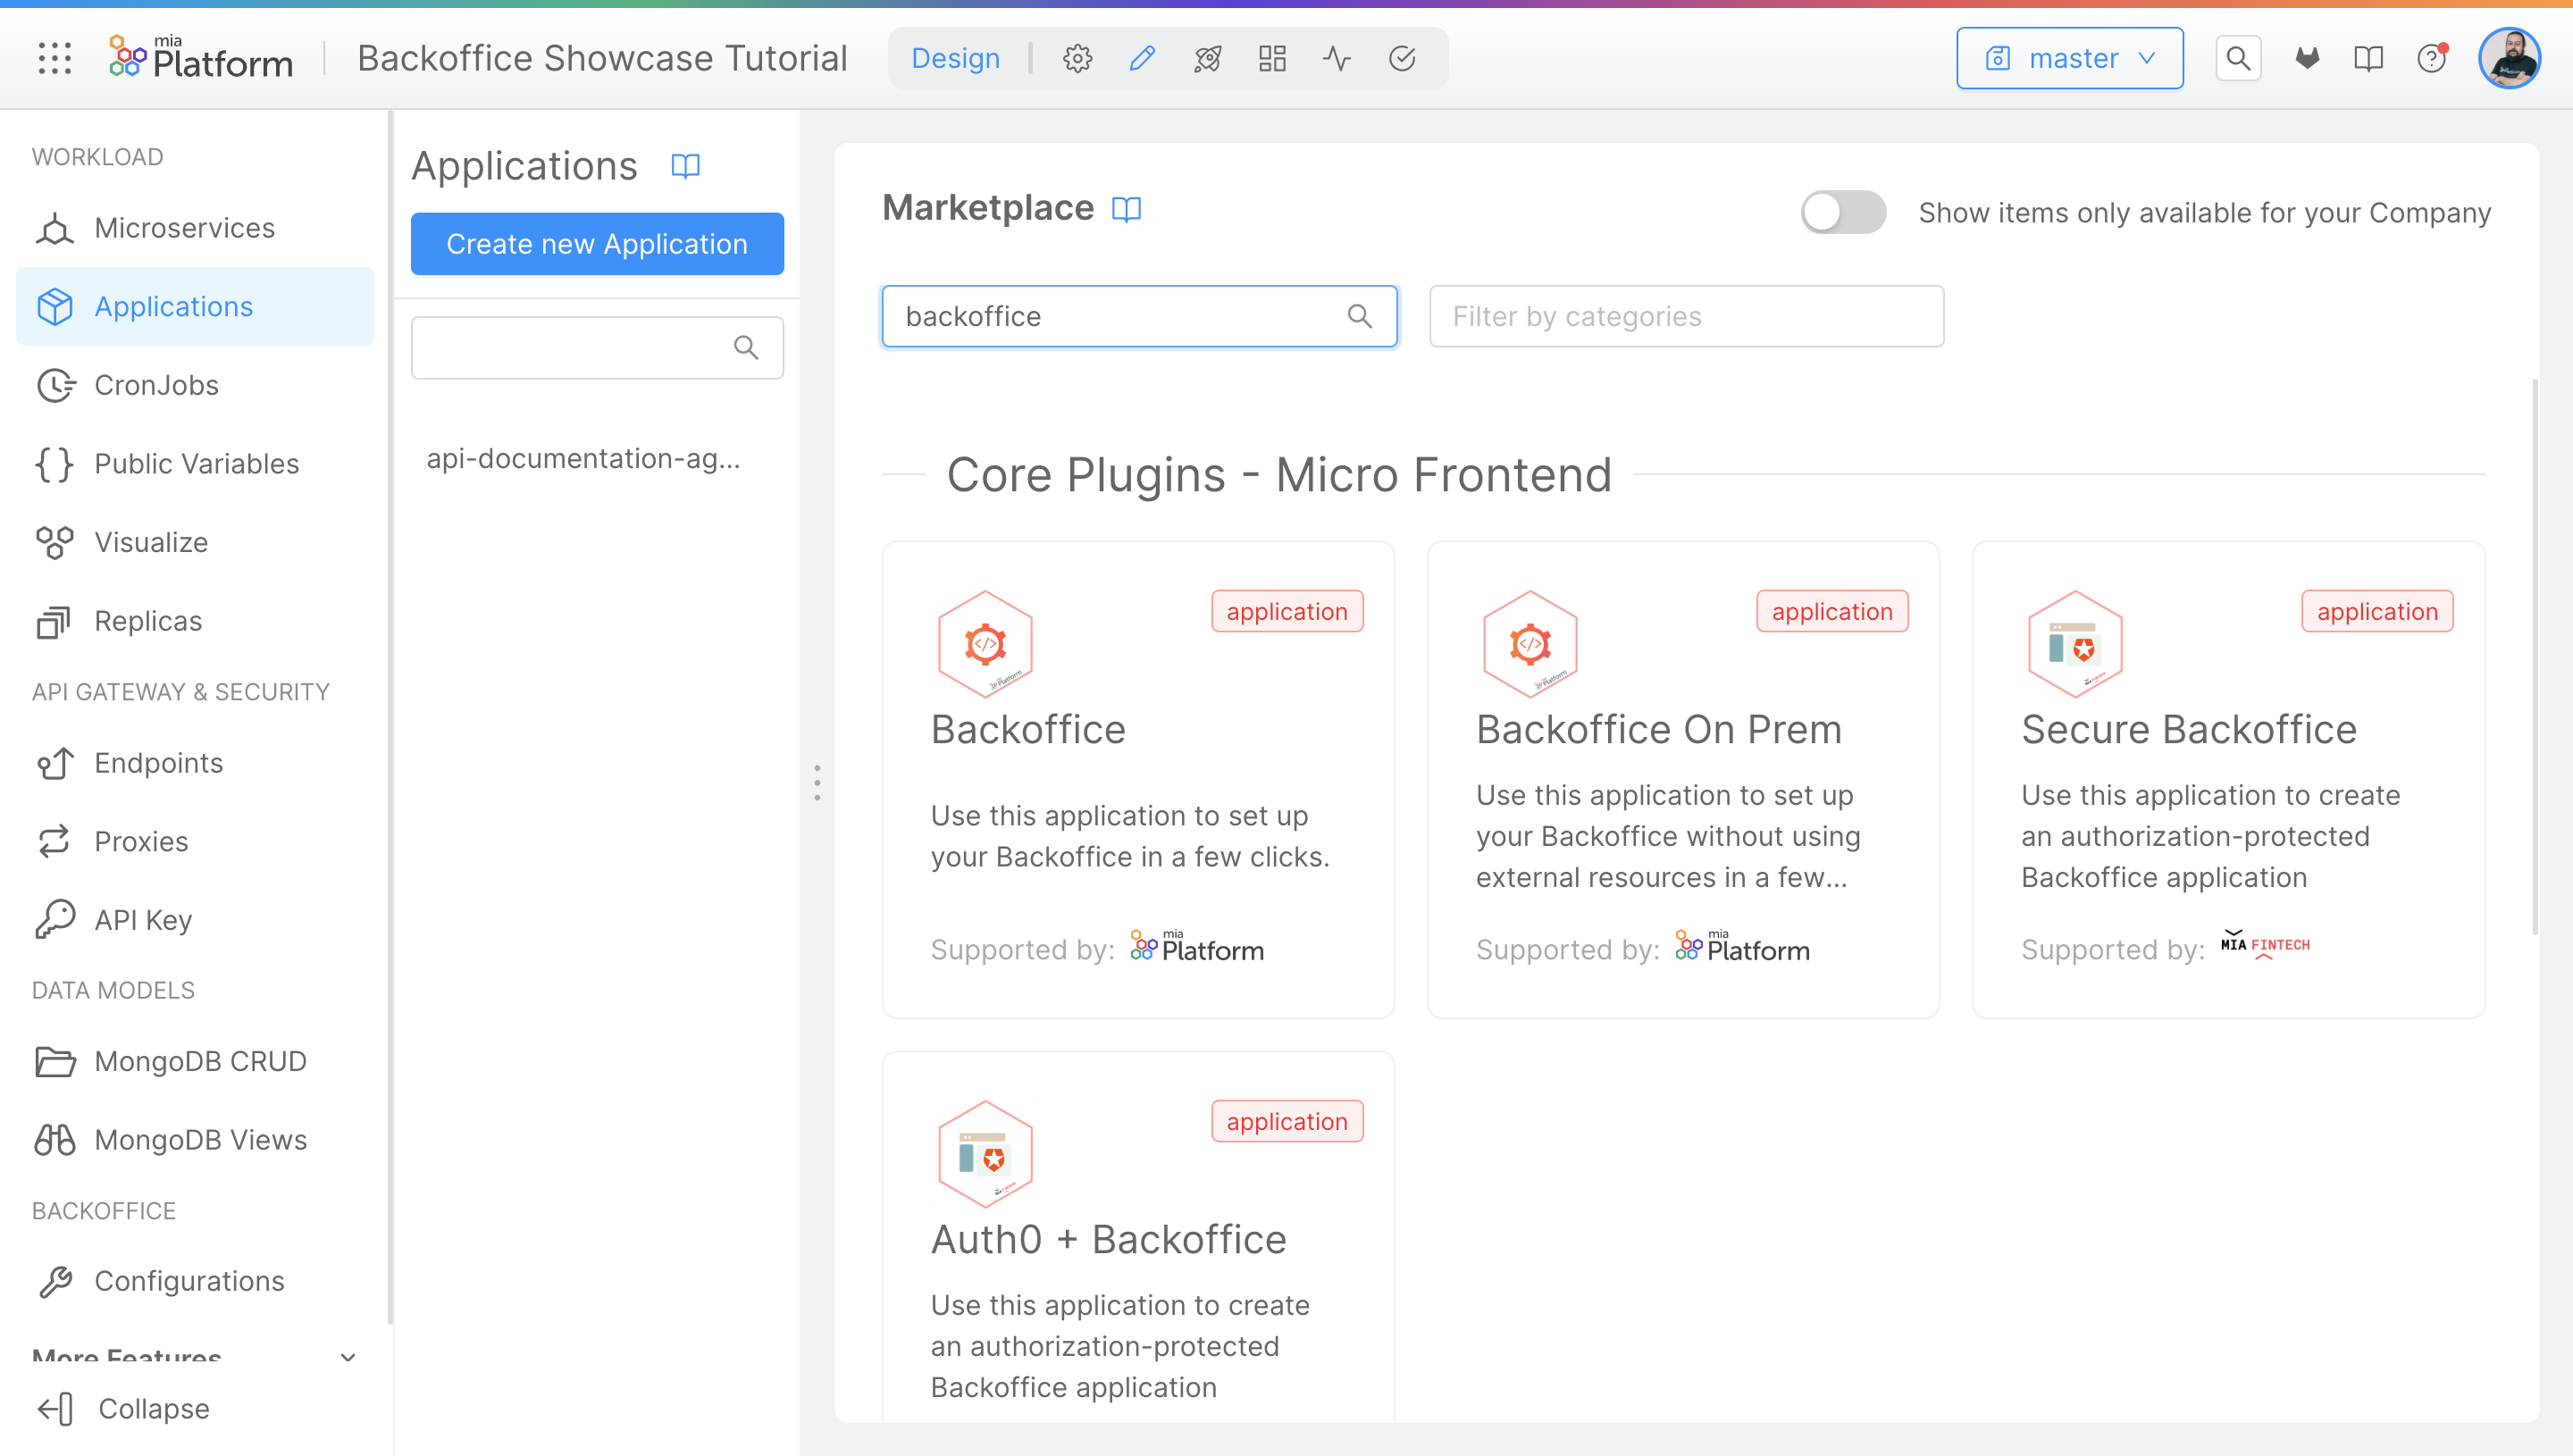 mia
Platform
Backoffice Showcase Tutorial
Design
master
WORKLOAD
Microservices
Applications
CronJobs
Public Variables
Visualize
Replicas
API GATEWAY & SECURITY
Endpoints
Proxies
API Key
DATA MODELS
MongoDB CRUD
MongoDB Views
BACKOFFICE
Configurations
More Features
Collapse
Applications
Create new Application
api-documentation-ag...
Marketplace
Show items only available for your Company
backoffice
Filter by categories
Core Plugins - Micro Frontend
application
Backoffice
Use this application to set up
your Backoffice in a few clicks.
Supported by: mia Platform
application
Backoffice On Prem
Use this application to set up
your Backoffice without using
external resources in a few...
Supported by: mia Platform
application
Secure Backoffice
Use this application to create
an authorization-protected
Backoffice application
Supported by: MIA FINTECH
application
Auth0 + Backoffice
Use this application to create
an authorization-protected
Backoffice application